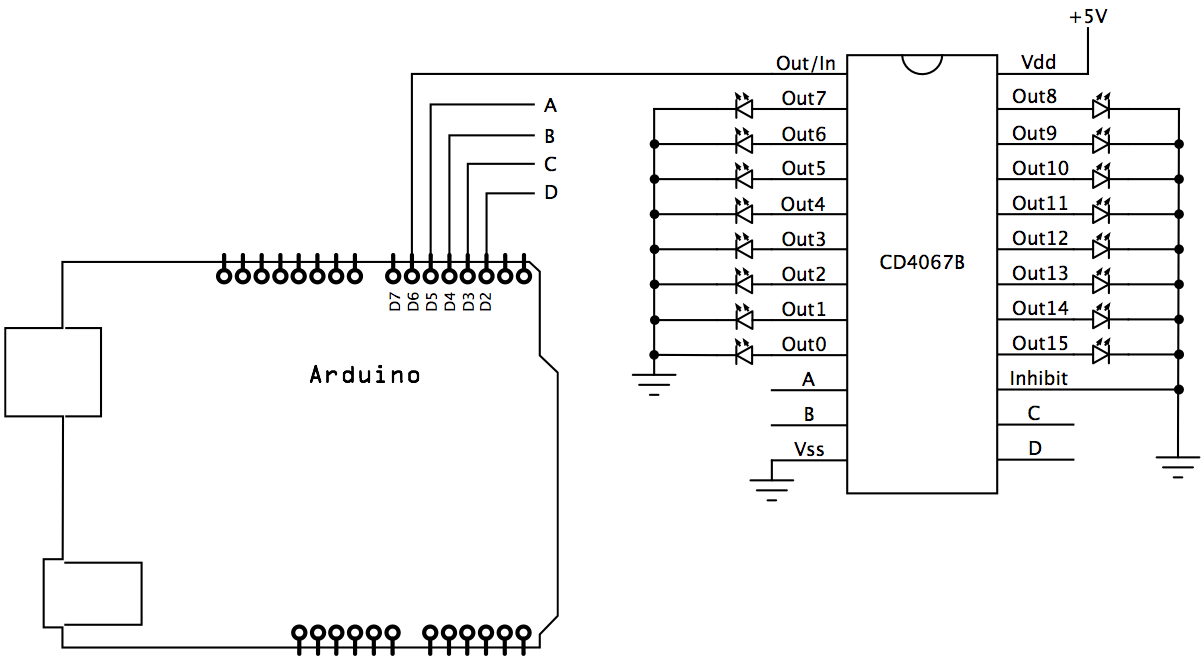 +5V
Out/In
Vdd
Out7
Out8
A
B
C
D
Out6
Out9
Out5
Out10
Out4
Out11
Out3
Out12
CD4067B
Out2
Out13
Out1
Out14
Out0
Out15
D7
D6
D5
D4
D3
D2
Arduino
A
Inhibit
B
C
Vss
D